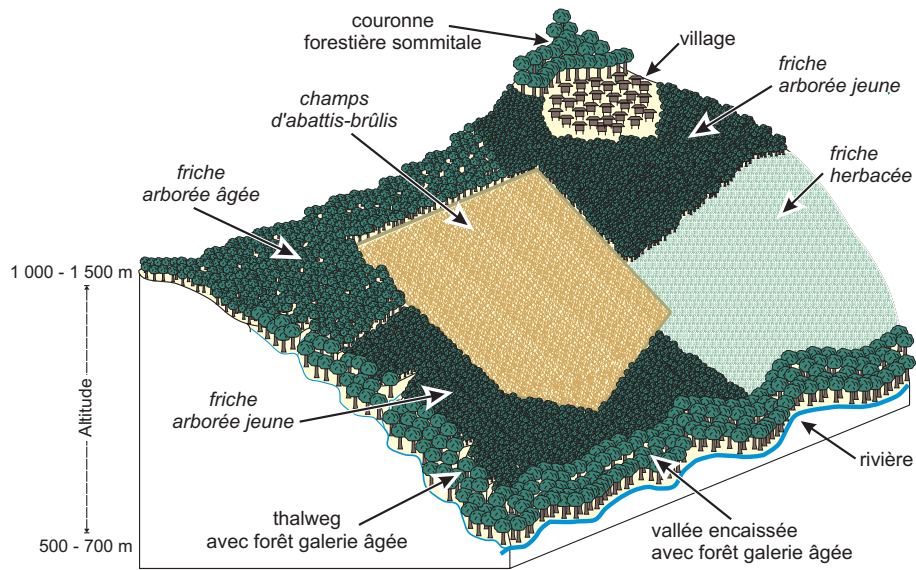 couronne
forestière sommitale
village
friche
arborée jeune
champs
d'abattis-brûlis
friche
herbacée
friche
arborée âgée
1 000 - 1 500 m
Altitude
friche
arborée jeune
rivière
thalweg
avec forêt galerie âgée
vallée encaissée
avec forêt galerie âgée
500 - 700 m